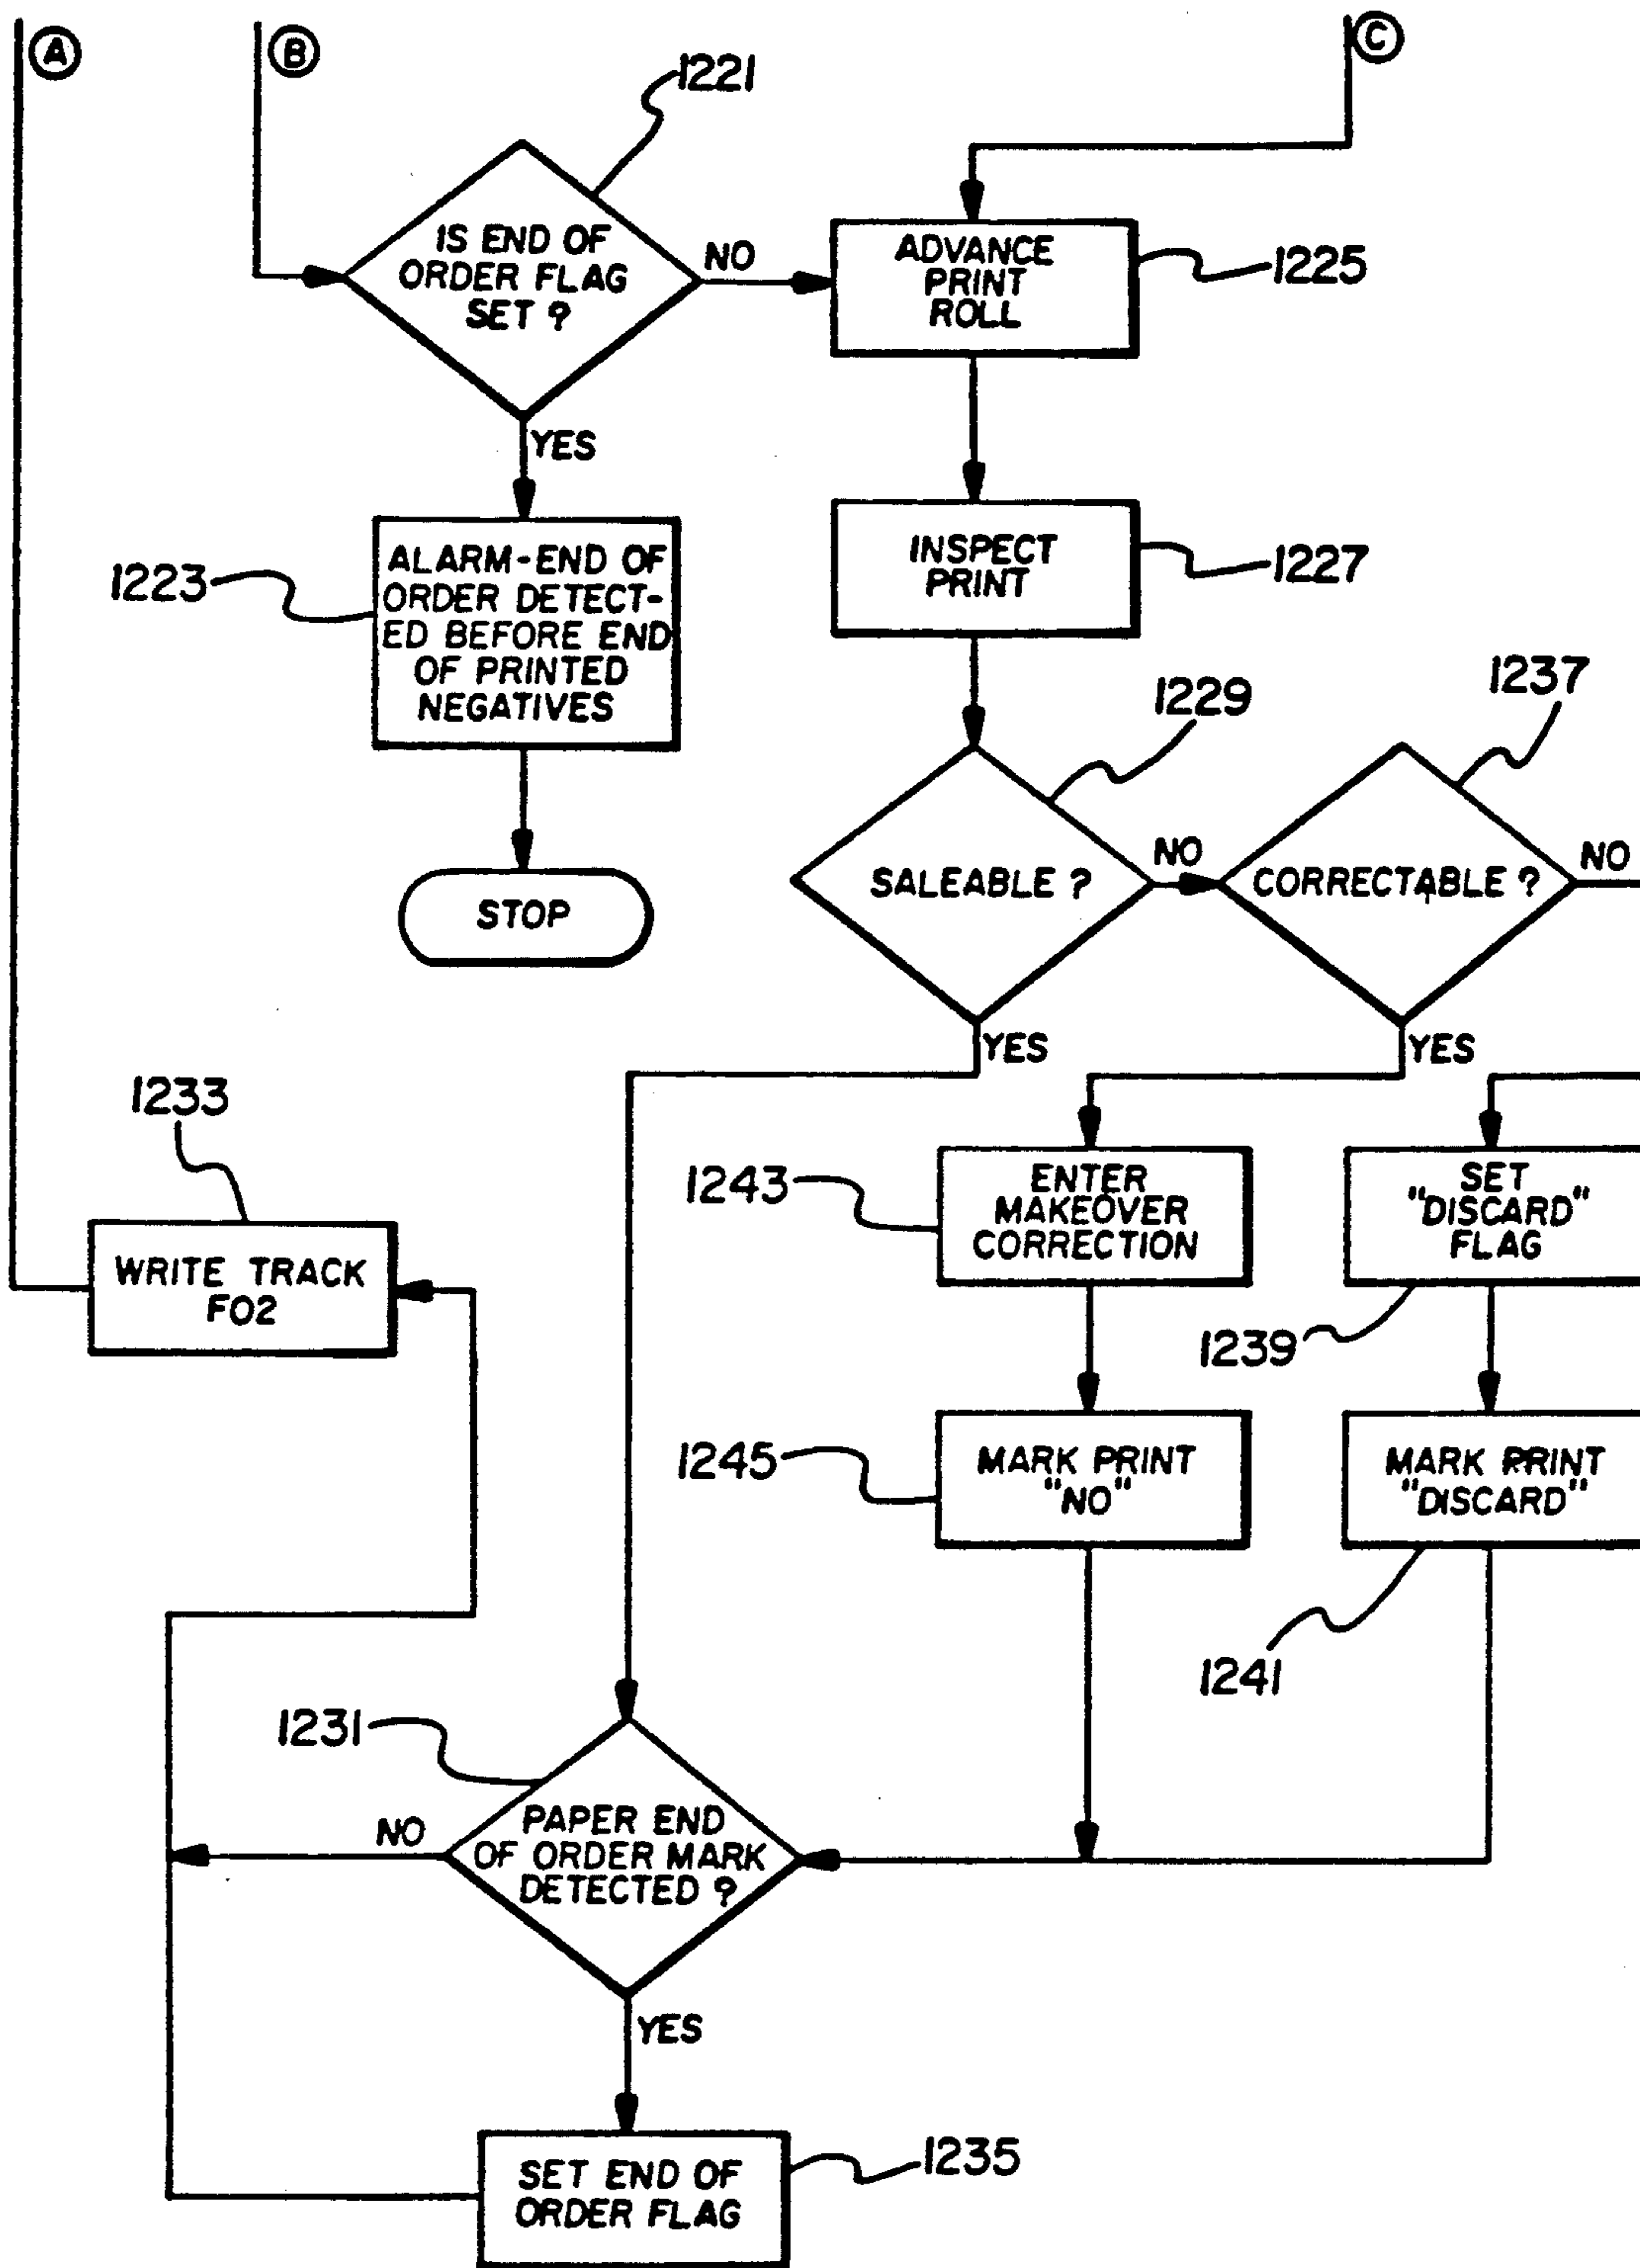 A
B
C
1221
IS END OF
ORDER FLAG
SET ?
NO
YES
ADVANCE
PRINT
ROLL
1225
1223
ALARM-END OF
ORDER DETECT-
ED BEFORE END
OF PRINTED
NEGATIVES
STOP
INSPECT
PRINT
1227
1229
SALEABLE ?
NO
YES
1237
CORRECTABLE ?
NO
YES
1233
WRITE TRACK
F02
1243
ENTER
MAKEOVER
CORRECTION
SET
"DISCARD"
FLAG
1239
1245
MARK PRINT
"NO"
MARK PRINT
"DISCARD"
1241
1231
PAPER END
OF ORDER MARK
DETECTED ?
NO
YES
SET END OF
ORDER FLAG
1235